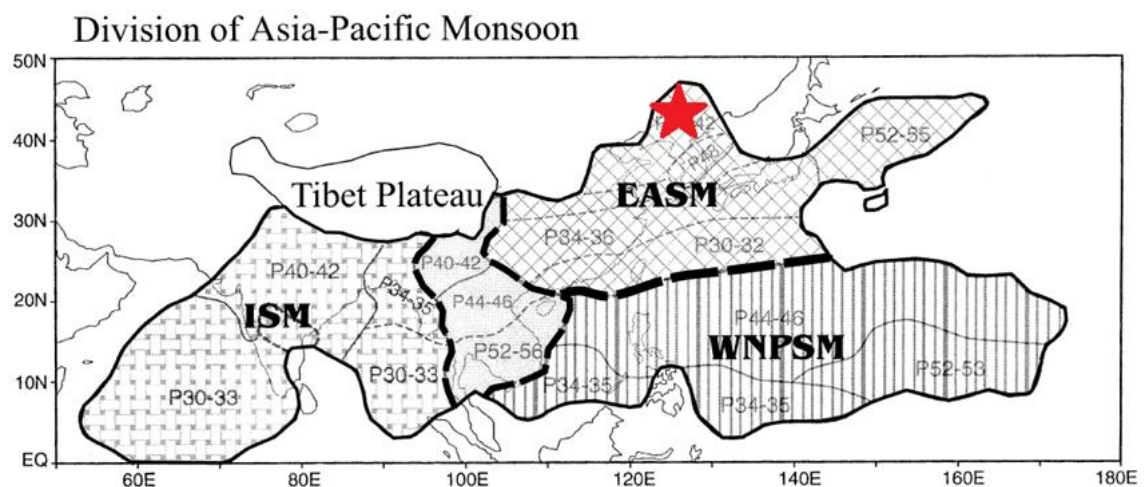 Division of Asia-Pacific Monsoon
50N
40N
30N
20N
10N
EQ
60E
80E
100E
120E
140E
160E
180E
Tibet Plateau
EASM
ISM
WNPSM
P52-55
P34-36
P30-32
P40-42
P40-42
P34-35
P44-46
P44-46
P52-56
P30-33
P30-33
P34-35
P34-35
P52-53